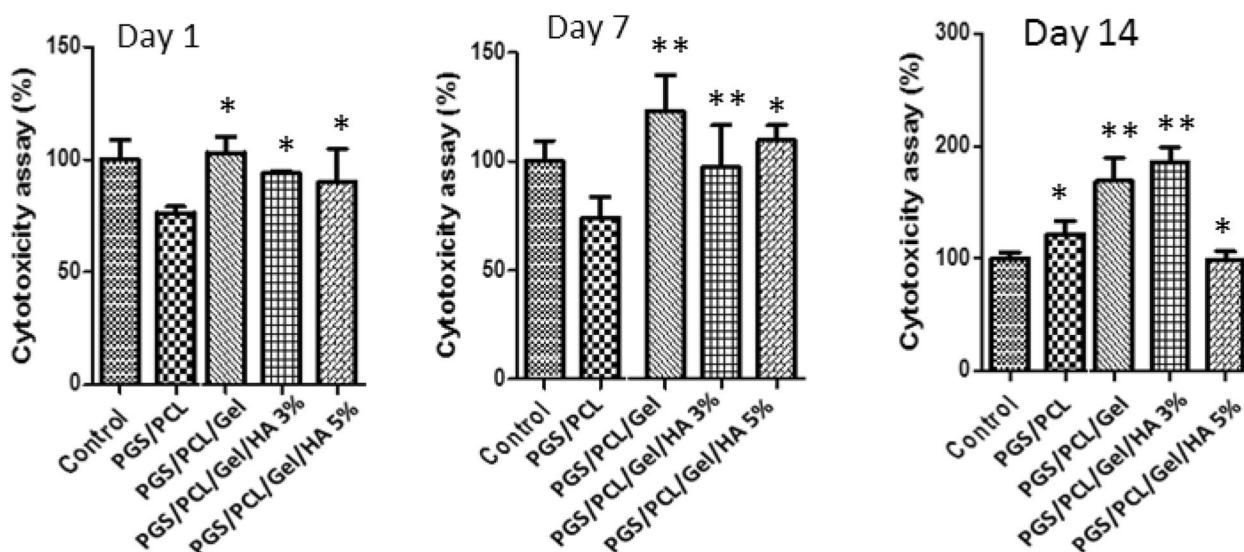 Day 1
Cytotoxicity assay (%)
150
100
50
0
*
*
*
Control
PGS/PCL
PGS/PCL/Gel
PGS/PCL/Gel/HA 3%
PGS/PCL/Gel/HA 5%
Day 7
Cytotoxicity assay (%)
150
100
50
0
**
**
*
Control
PGS/PCL
PGS/PCL/Gel
PGS/PCL/Gel/HA 3%
PGS/PCL/Gel/HA 5%
Day 14
Cytotoxicity assay (%)
300
200
100
0
*
**
**
*
Control
PGS/PCL
PGS/PCL/Gel
PGS/PCL/Gel/HA 3%
PGS/PCL/Gel/HA 5%